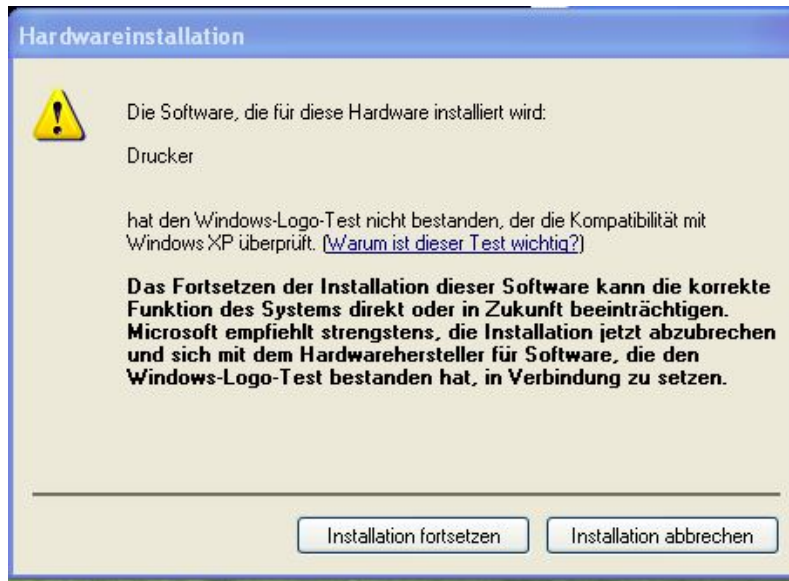 Hardwareinstallation
Die Software, die für diese Hardware installiert wird:
Drucker
hat den Windows-Logo-Test nicht bestanden, der die Kompatibilität mit
Windows XP überprüft. (Warum ist dieser Test wichtig?)
Das Fortsetzen der Installation dieser Software kann die korrekte
Funktion des Systems direkt oder in Zukunft beeinträchtigen.
Microsoft empfiehlt strengstens, die Installation jetzt abzubrechen
und sich mit dem Hardwarehersteller für Software, die den
Windows-Logo-Test bestanden hat, in Verbindung zu setzen.
Installation fortsetzen
Installation abbrechen